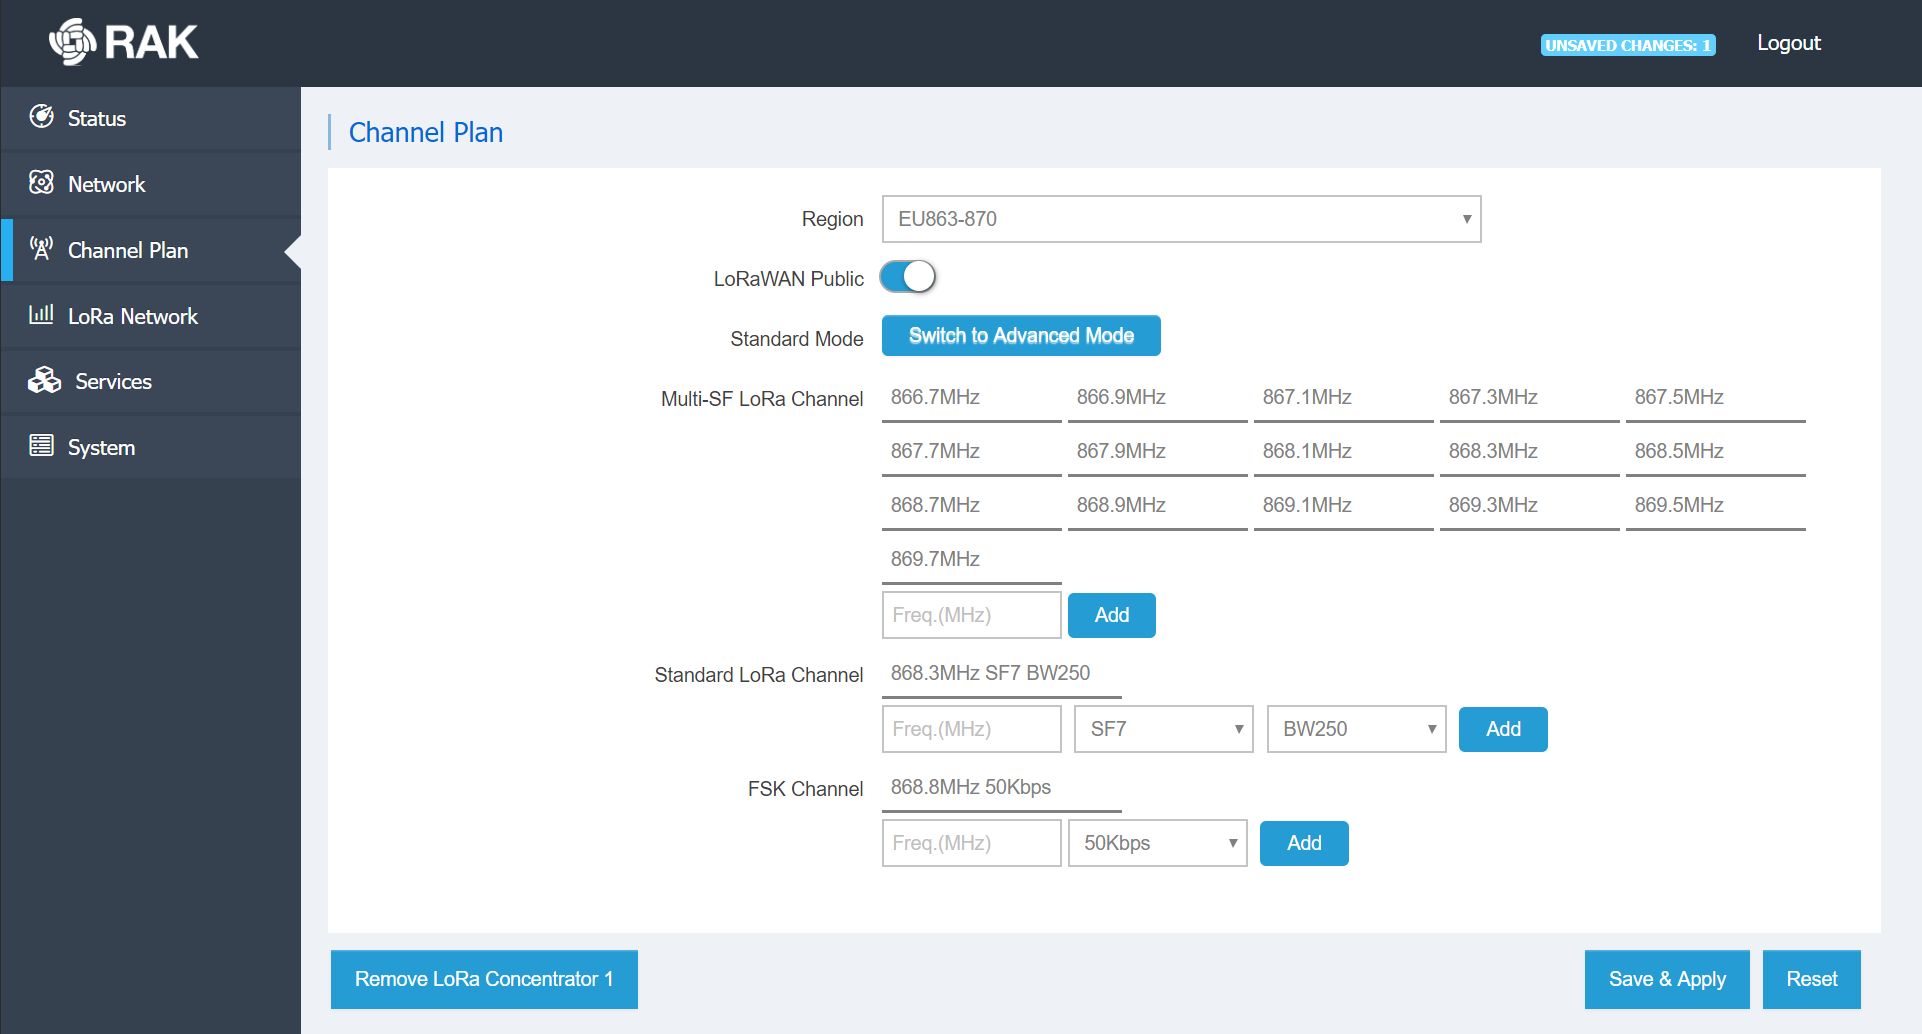 RAK
UNSAVED CHANGES: 1
Logout
Status
Network
Channel Plan
LoRa Network
Services
System
Channel Plan
Region
EU863-870
LoRaWAN Public
Standard Mode
Switch to Advanced Mode
Multi-SF LoRa Channel
866.7MHz 866.9MHz 867.1MHz 867.3MHz 867.5MHz
867.7MHz 867.9MHz 868.1MHz 868.3MHz 868.5MHz
868.7MHz 868.9MHz 869.1MHz 869.3MHz 869.5MHz
869.7MHz
Freq.(MHz) Add
Standard LoRa Channel
868.3MHz SF7 BW250
Freq.(MHz) SF7 BW250 Add
FSK Channel
868.8MHz 50Kbps
Freq.(MHz) 50Kbps Add
Remove LoRa Concentrator 1
Save & Apply
Reset